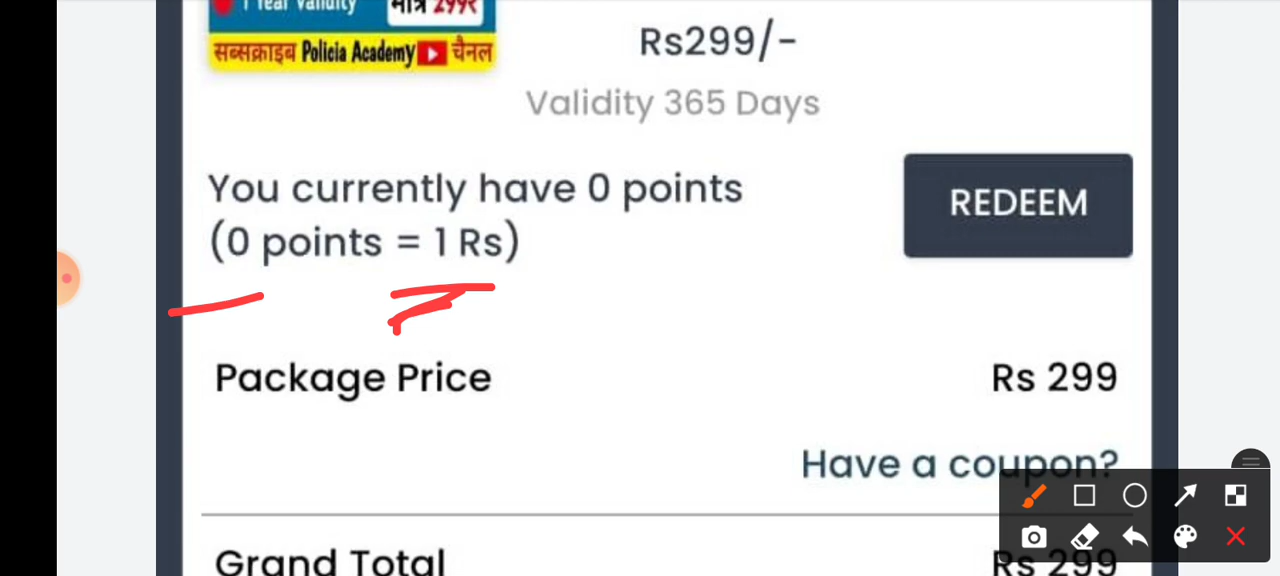 1 Year Validity मात्र 299₹
सब्सक्राइब Policia Academy चैनल
Rs299/-
Validity 365 Days
You currently have 0 points
(0 points = 1 Rs)
REDEEM
Package Price Rs 299
Have a coupon?
Grand Total Rs 299